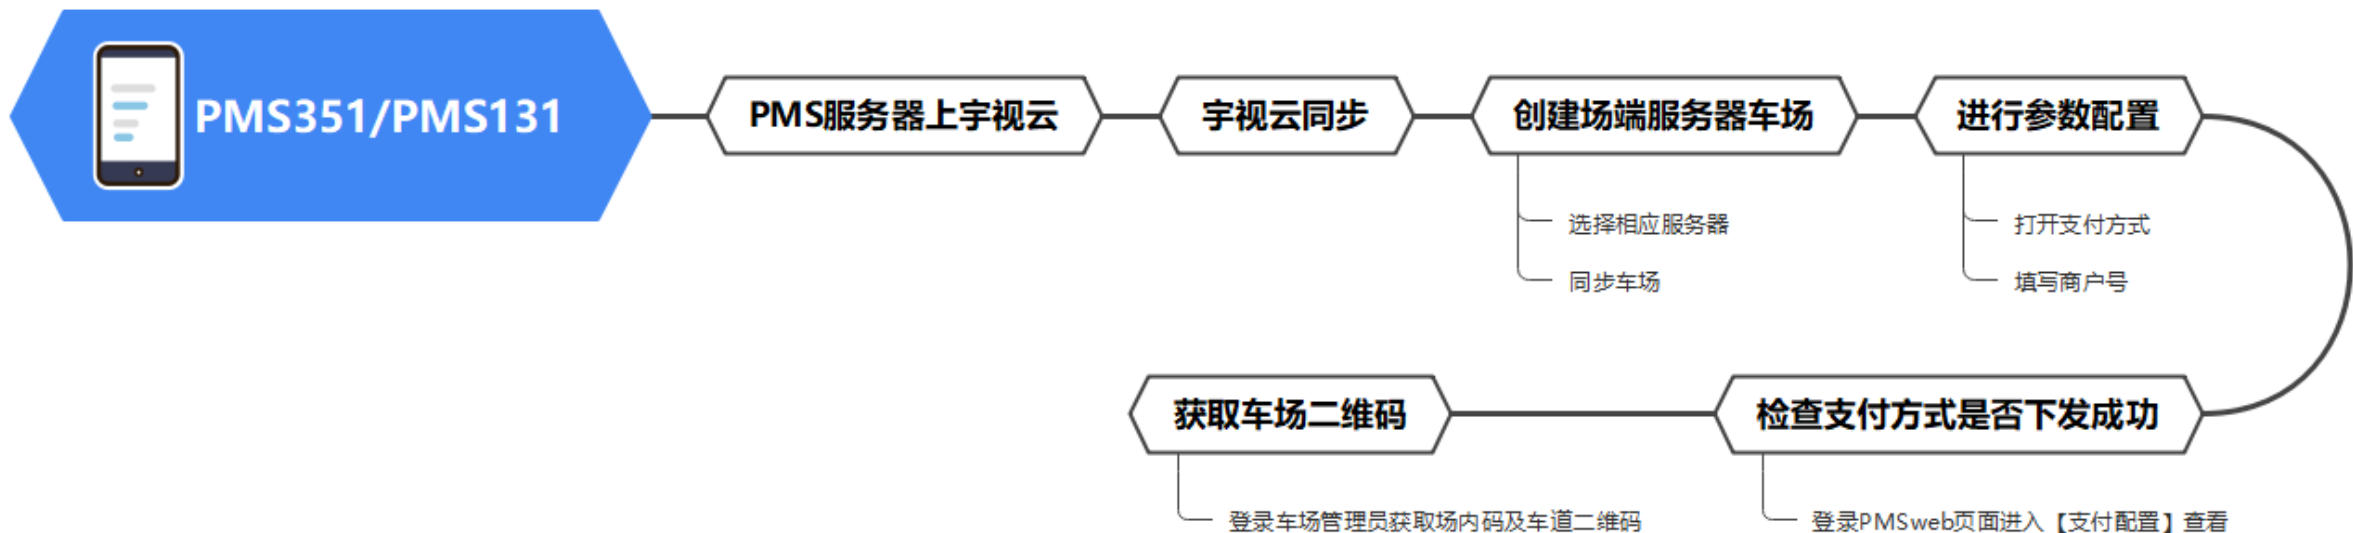 PMS351/PMS131
PMS服务器上宇视云
宇视云同步
创建场端服务器车场
选择相应服务器
同步车场
进行参数配置
打开支付方式
填写商户号
检查支付方式是否下发成功
登录PMSweb页面进入【支付配置】查看
获取车场二维码
登录车场管理员获取场内码及车道二维码